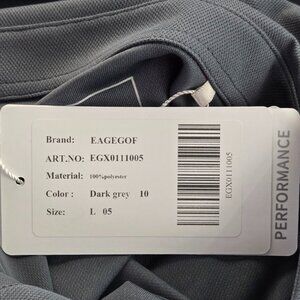 Brand: EAGEGOF
ART.NO: EGX0111005
Material: 100%polyester
Color : Dark grey 10
Size: L 05
EGX0111005
PERFORMANCE